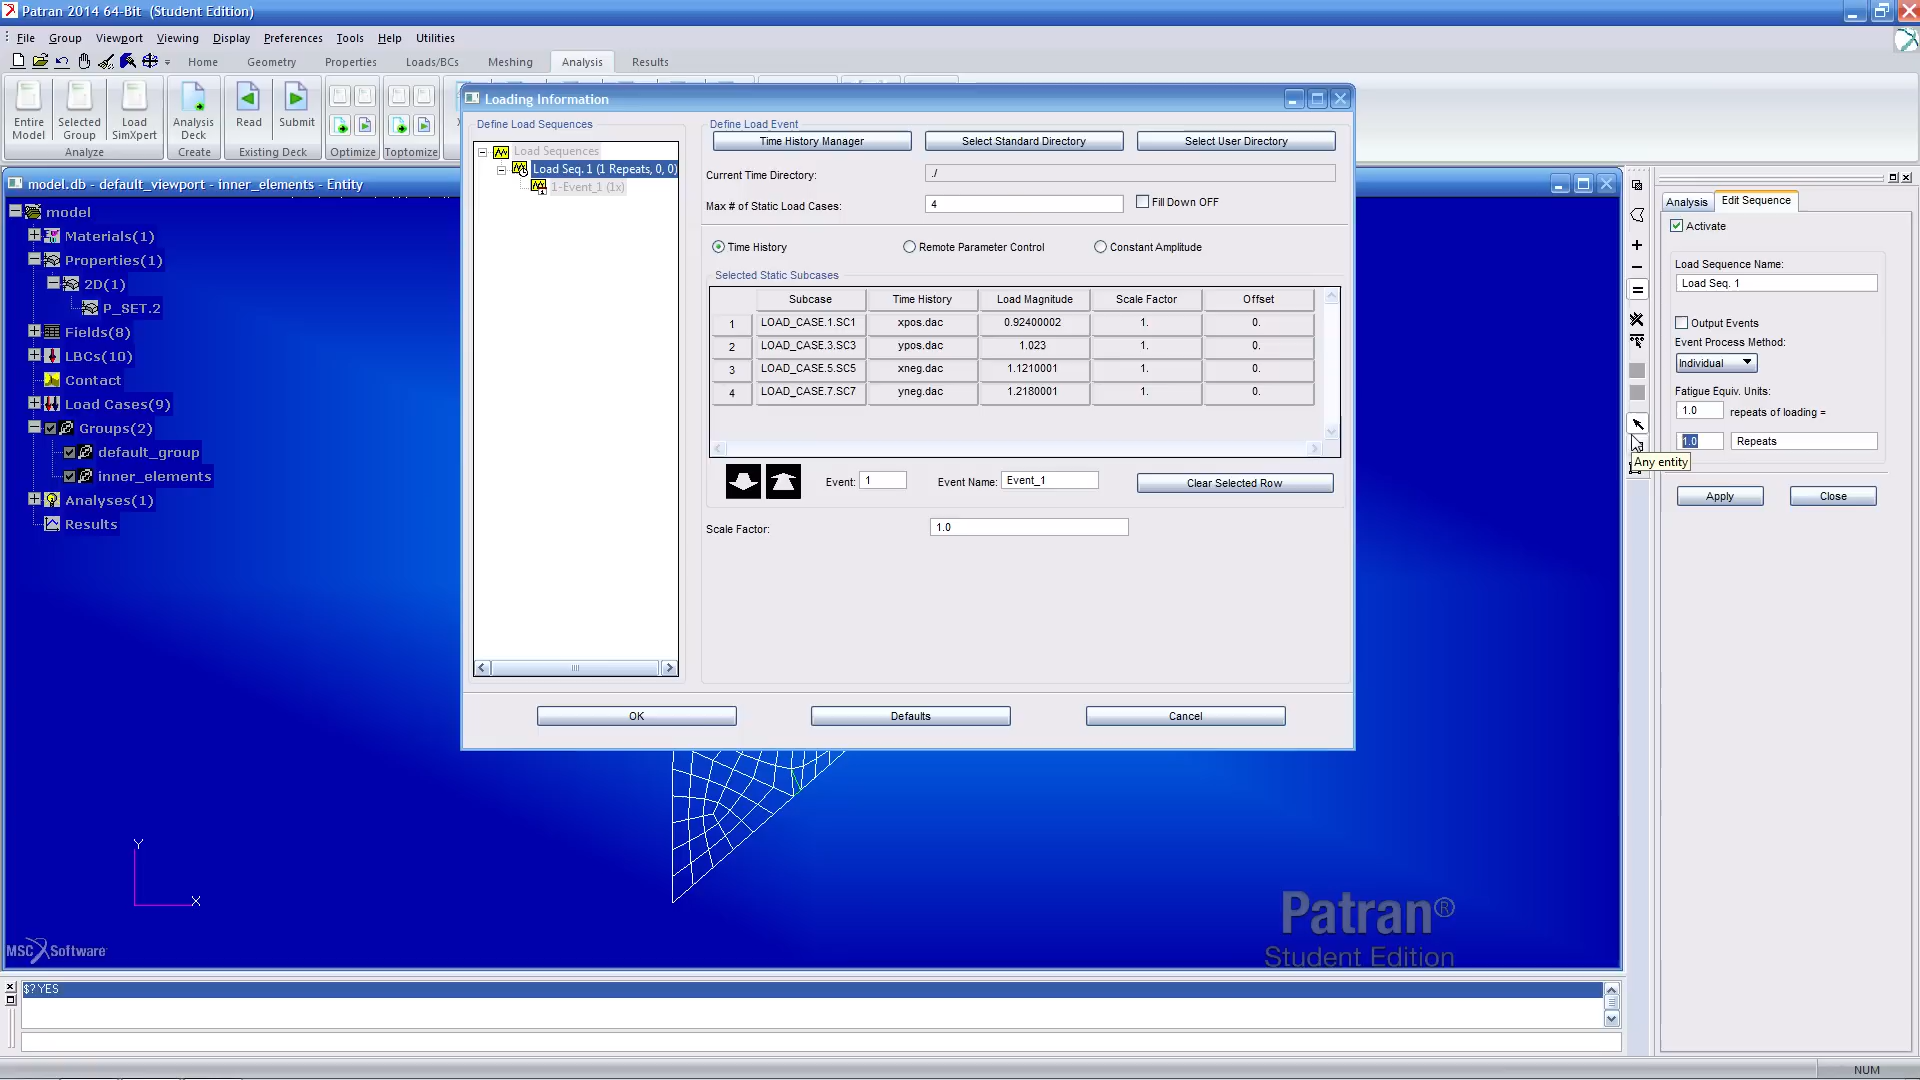 Patran 2014 64-Bit (Student Edition)
File Group Viewport Viewing Display Preferences Tools Help Utilities
Home Geometry Properties Loads/BCs Meshing Analysis Results
Entire Model
Selected Group
Load SimXpert
Analysis Deck
Read
Submit
Analyze
Create
Existing Deck
Optimize
Toptomize
model.db - default_viewport - inner_elements - Entity
model
Materials(1)
Properties(1)
2D(1)
P_SET.2
Fields(8)
LBCs(10)
Contact
Load Cases(9)
Groups(2)
default_group
inner_elements
Analyses(1)
Results
Loading Information
Define Load Sequences
Load Sequences
Load Seq. 1 (1 Repeats, 0, 0)
1-Event_1 (1x)
Define Load Event
Time History Manager
Select Standard Directory
Select User Directory
Current Time Directory: ./
Max # of Static Load Cases: 4
Fill Down OFF
Time History
Remote Parameter Control
Constant Amplitude
Selected Static Subcases
Subcase Time History Load Magnitude Scale Factor Offset
1 LOAD_CASE.1.SC1 xpos.dac 0.92400002 1. 0.
2 LOAD_CASE.3.SC3 ypos.dac 1.023 1. 0.
3 LOAD_CASE.5.SC5 xneg.dac 1.1210001 1. 0.
4 LOAD_CASE.7.SC7 yneg.dac 1.2180001 1. 0.
Event: 1
Event Name: Event_1
Clear Selected Row
Scale Factor: 1.0
OK
Defaults
Cancel
Analysis
Edit Sequence
Activate
Load Sequence Name:
Load Seq. 1
Output Events
Event Process Method:
Individual
Fatigue Equiv. Units:
1.0 repeats of loading =
1.0 Repeats
Any entity
Apply
Close
Y
X
MSC Software
Patran®
Student Edition
$?YES
NUM